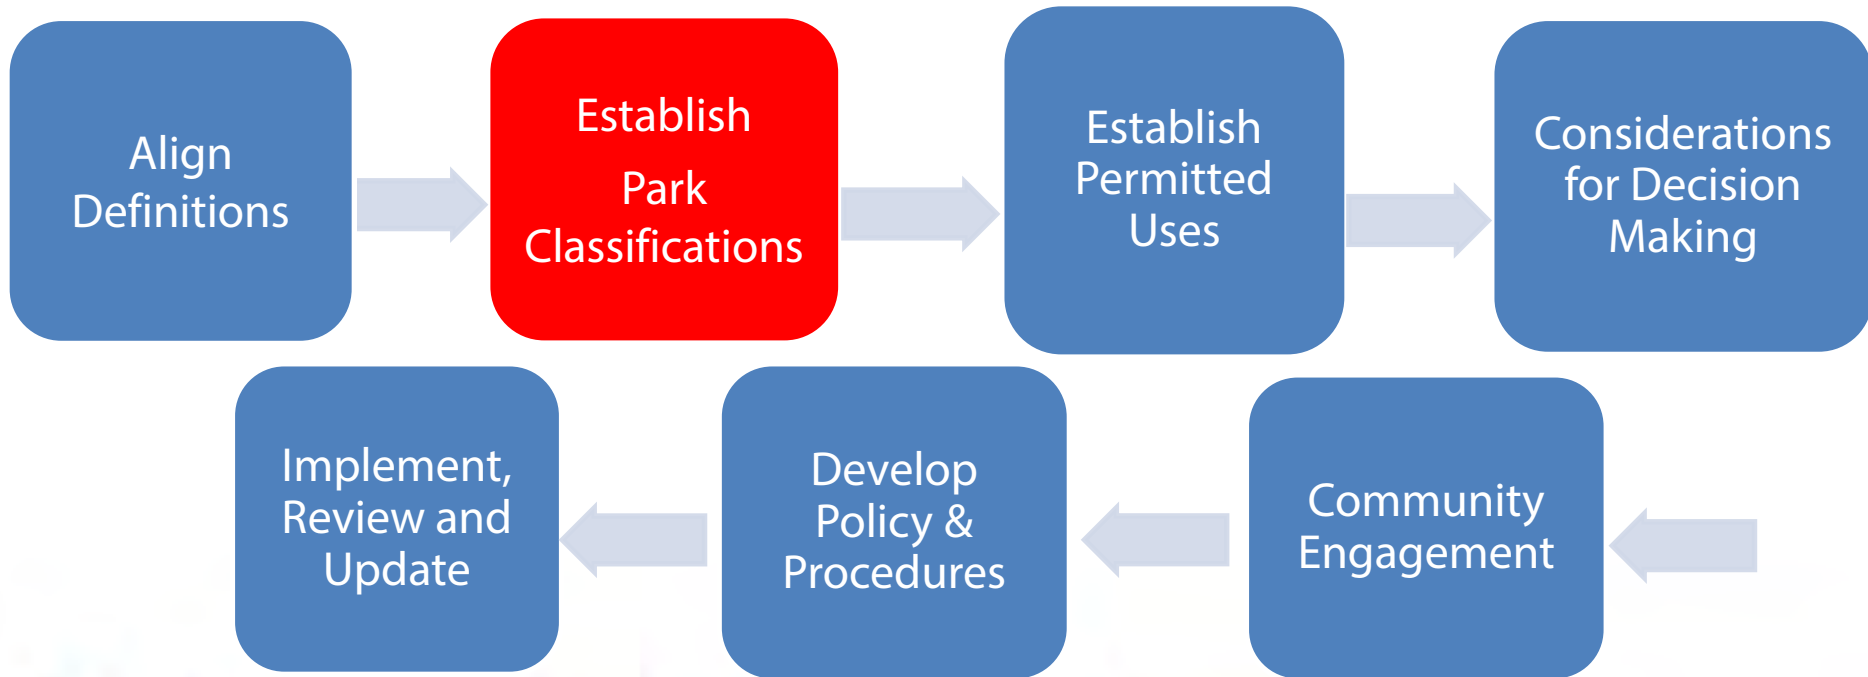 Align
Definitions
Establish
Park
Classifications
Establish
Permitted
Uses
Considerations
for Decision
Making
Implement,
Review and
Update
Develop
Policy &
Procedures
Community
Engagement